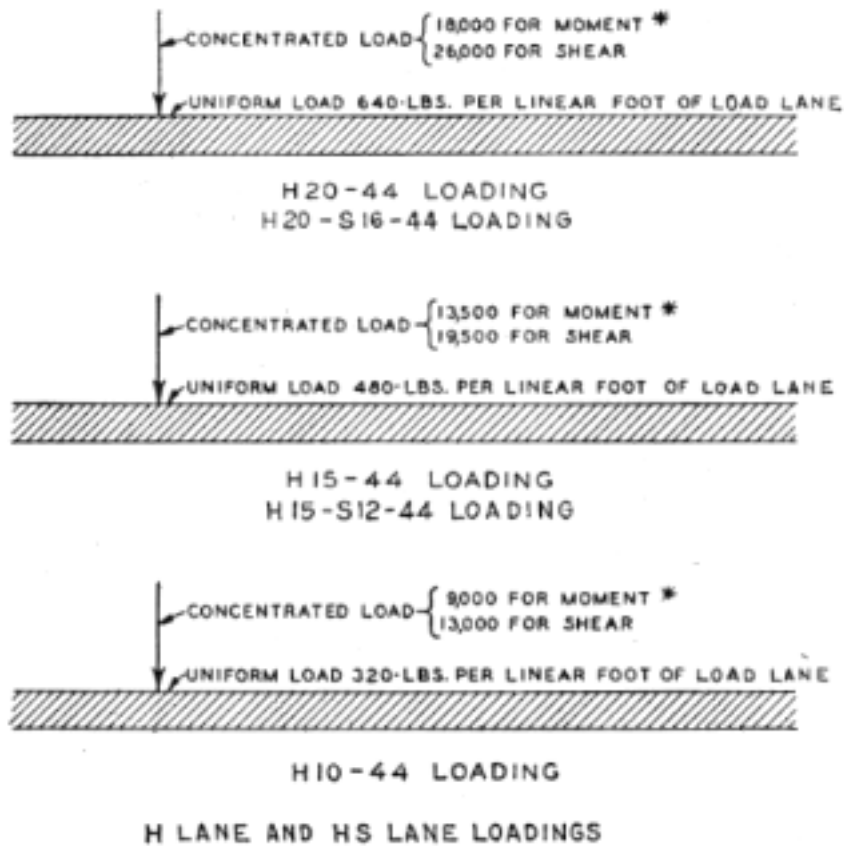 CONCENTRATED LOAD { 18,000 FOR MOMENT *
26,000 FOR SHEAR
UNIFORM LOAD 640-LBS. PER LINEAR FOOT OF LOAD LANE
H20-44 LOADING
H20-S16-44 LOADING
CONCENTRATED LOAD { 13,500 FOR MOMENT *
19,500 FOR SHEAR
UNIFORM LOAD 480-LBS. PER LINEAR FOOT OF LOAD LANE
H15-44 LOADING
H15-S12-44 LOADING
CONCENTRATED LOAD { 9,000 FOR MOMENT *
13,000 FOR SHEAR
UNIFORM LOAD 320-LBS. PER LINEAR FOOT OF LOAD LANE
H10-44 LOADING
H LANE AND HS LANE LOADINGS